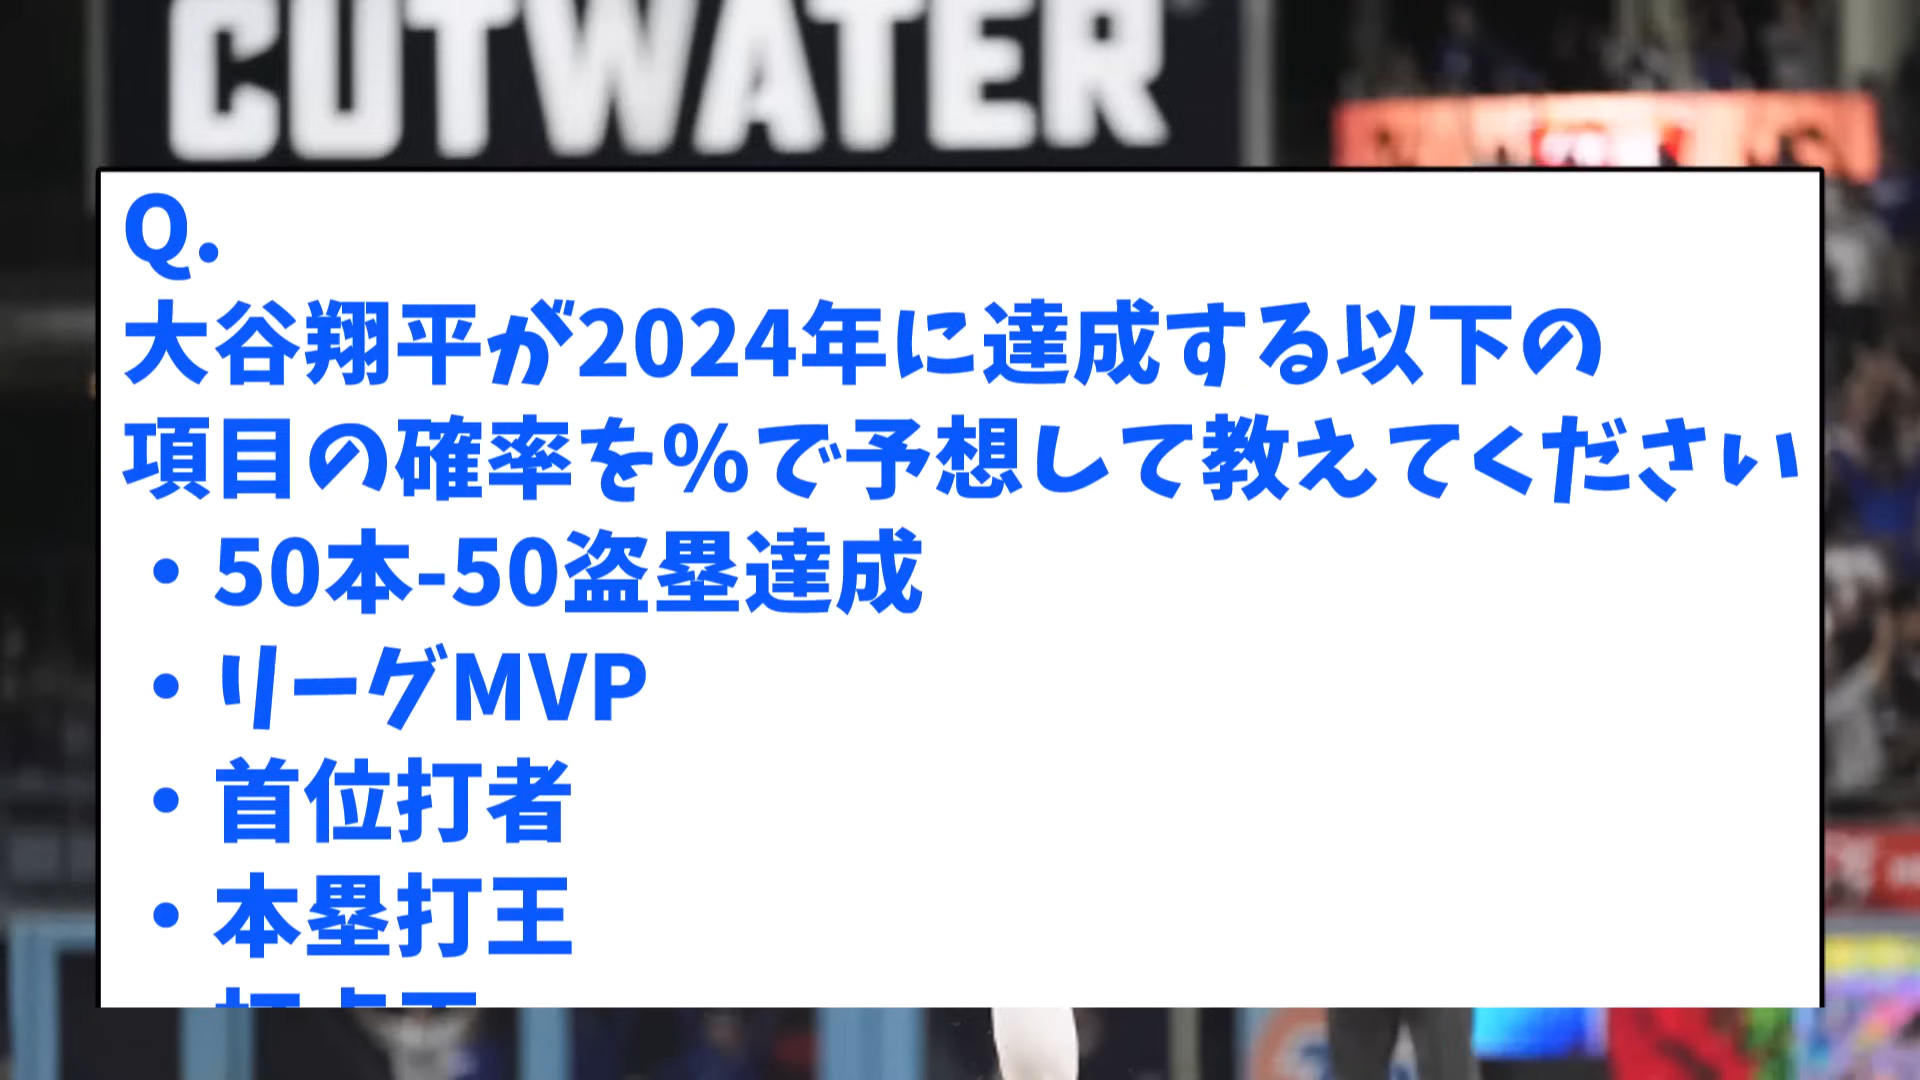 CUTWATER
Q.
大谷翔平が2024年に達成する以下の
項目の確率を%で予想して教えてください
・50本-50盗塁達成
・リーグMVP
・首位打者
・本塁打王